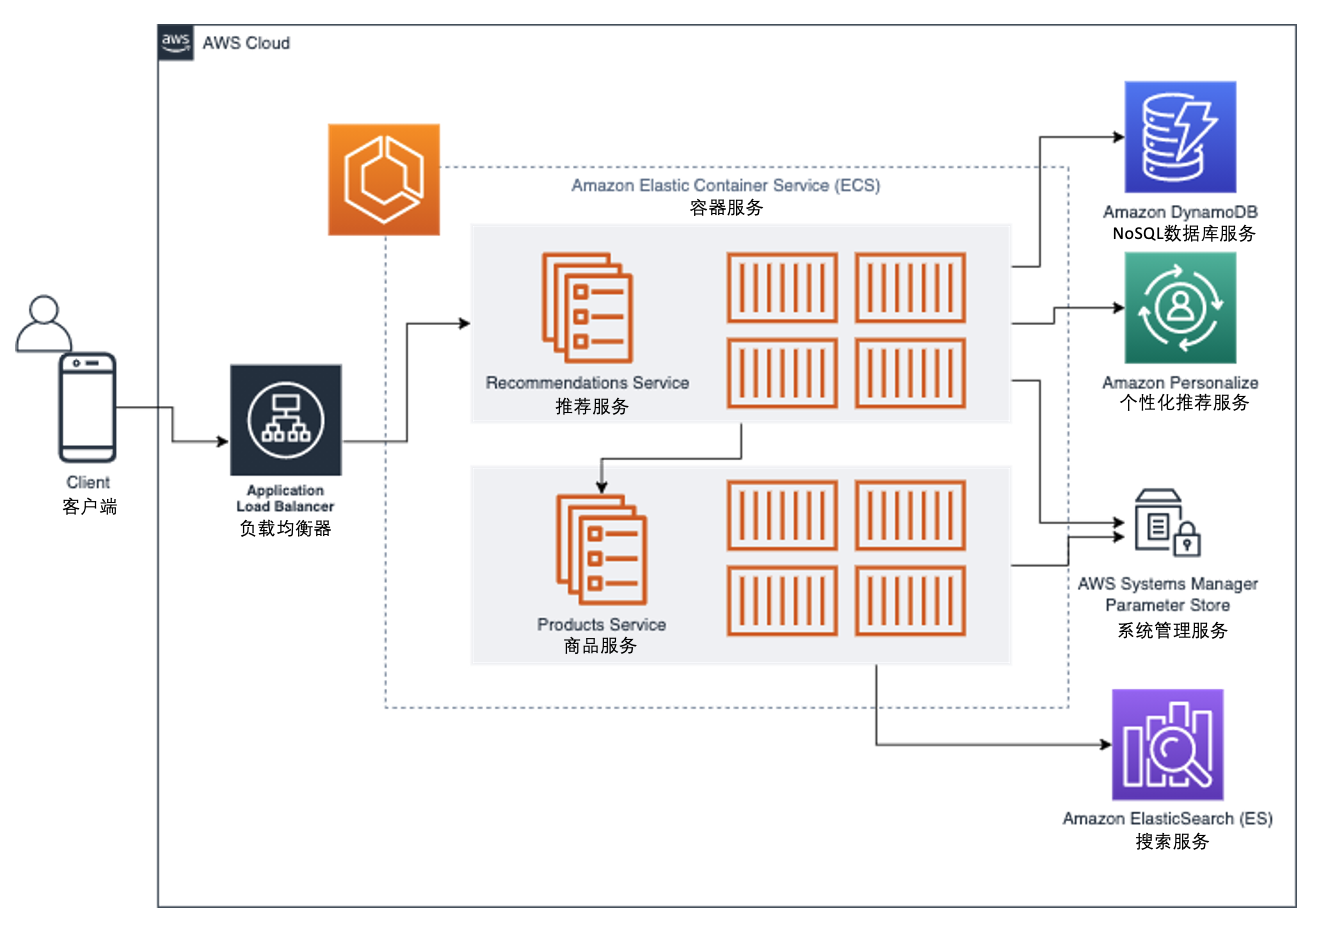 aws
AWS Cloud
Amazon Elastic Container Service (ECS)
容器服务
Amazon DynamoDB
NoSQL数据库服务
Recommendations Service
推荐服务
Amazon Personalize
个性化推荐服务
Client
客户端
Application
Load Balancer
负载均衡器
Products Service
商品服务
AWS Systems Manager
Parameter Store
系统管理服务
Amazon ElasticSearch (ES)
搜索服务